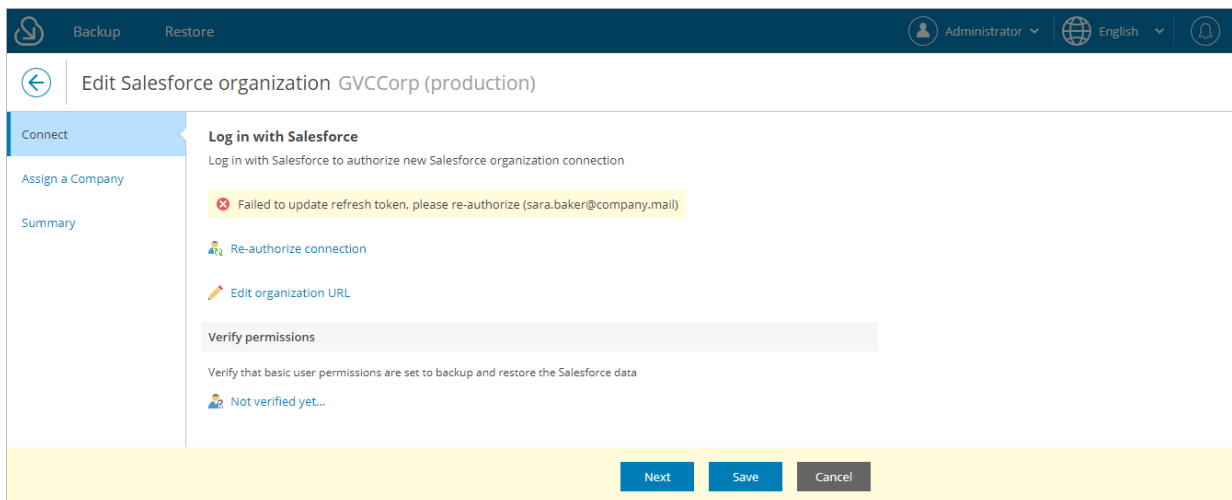 Backup Restore Administrator English
Edit Salesforce organization GVCCorp (production)
Connect
Assign a Company
Summary
Log in with Salesforce
Log in with Salesforce to authorize new Salesforce organization connection
Failed to update refresh token, please re-authorize (sara.baker@company.mail)
Re-authorize connection
Edit organization URL
Verify permissions
Verify that basic user permissions are set to backup and restore the Salesforce data
Not verified yet...
Next Save Cancel